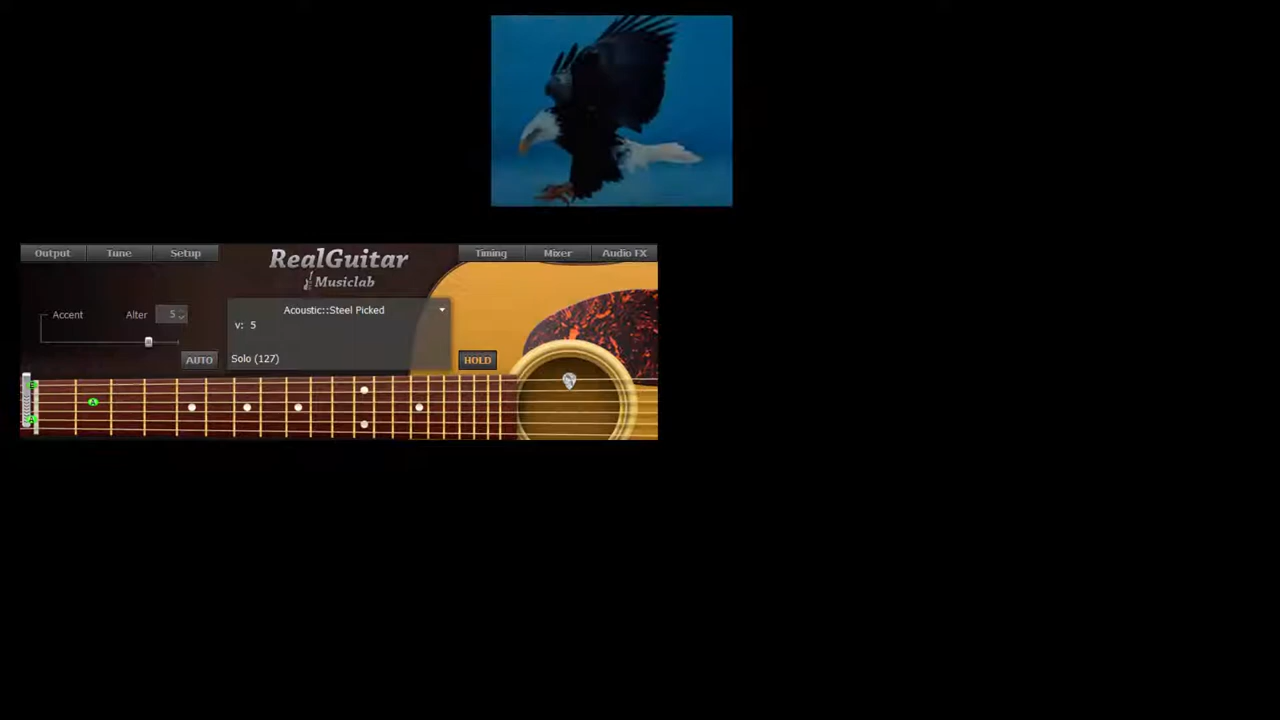 Output Tune Setup RealGuitar Timing Mixer Audio FX
Musiclab
Accent Alter 5 Acoustic::Steel Picked
v: 5
AUTO Solo (127) HOLD
A